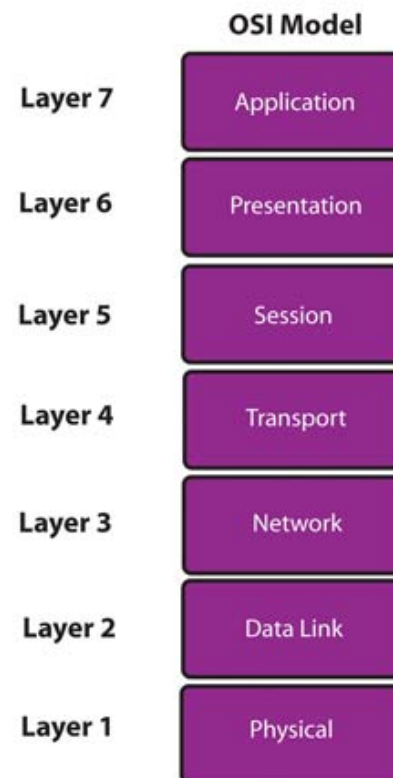 OSI Model
Layer 7 Application
Layer 6 Presentation
Layer 5 Session
Layer 4 Transport
Layer 3 Network
Layer 2 Data Link
Layer 1 Physical